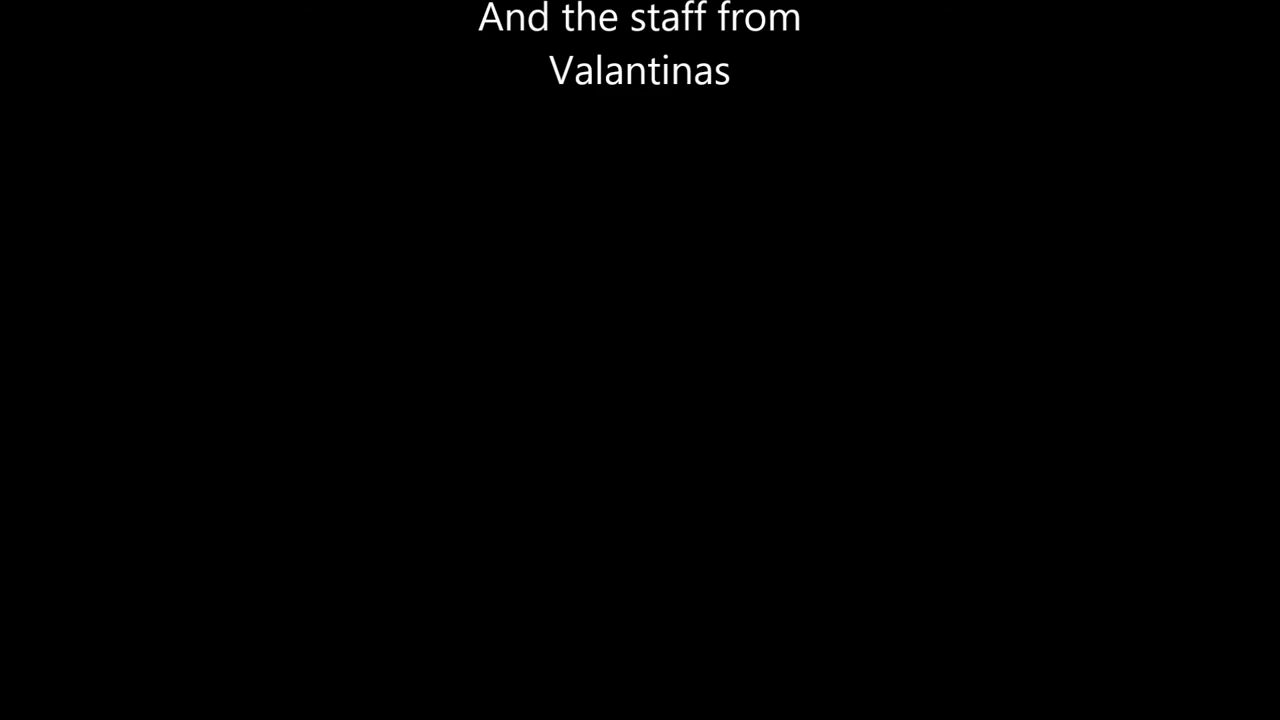 And the staff from
Valantinas